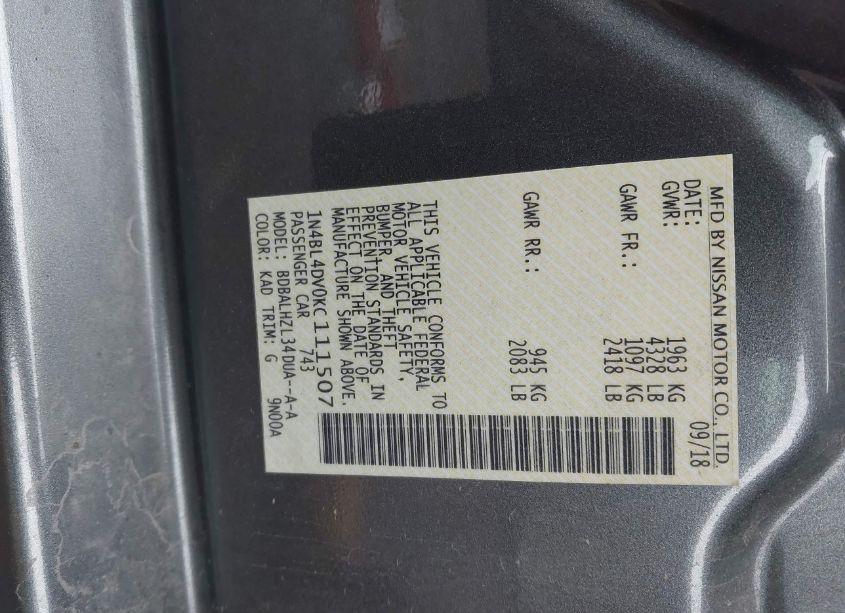 MFD BY NISSAN MOTOR CO., LTD.
DATE: 09/18
GVWR: 1963 KG
4328 LB
GAWR FR.: 1097 KG
2418 LB
GAWR RR.: 945 KG
2083 LB
THIS VEHICLE CONFORMS TO
ALL APPLICABLE FEDERAL
MOTOR VEHICLE SAFETY,
BUMPER, AND THEFT
PREVENTION STANDARDS IN
EFFECT ON THE DATE OF
MANUFACTURE SHOWN ABOVE.
1N4BL4DV0KC111507
PASSENGER CAR 743
MODEL: BDBALHZL34DUA--A-A
COLOR: KAD TRIM: G 9N00A